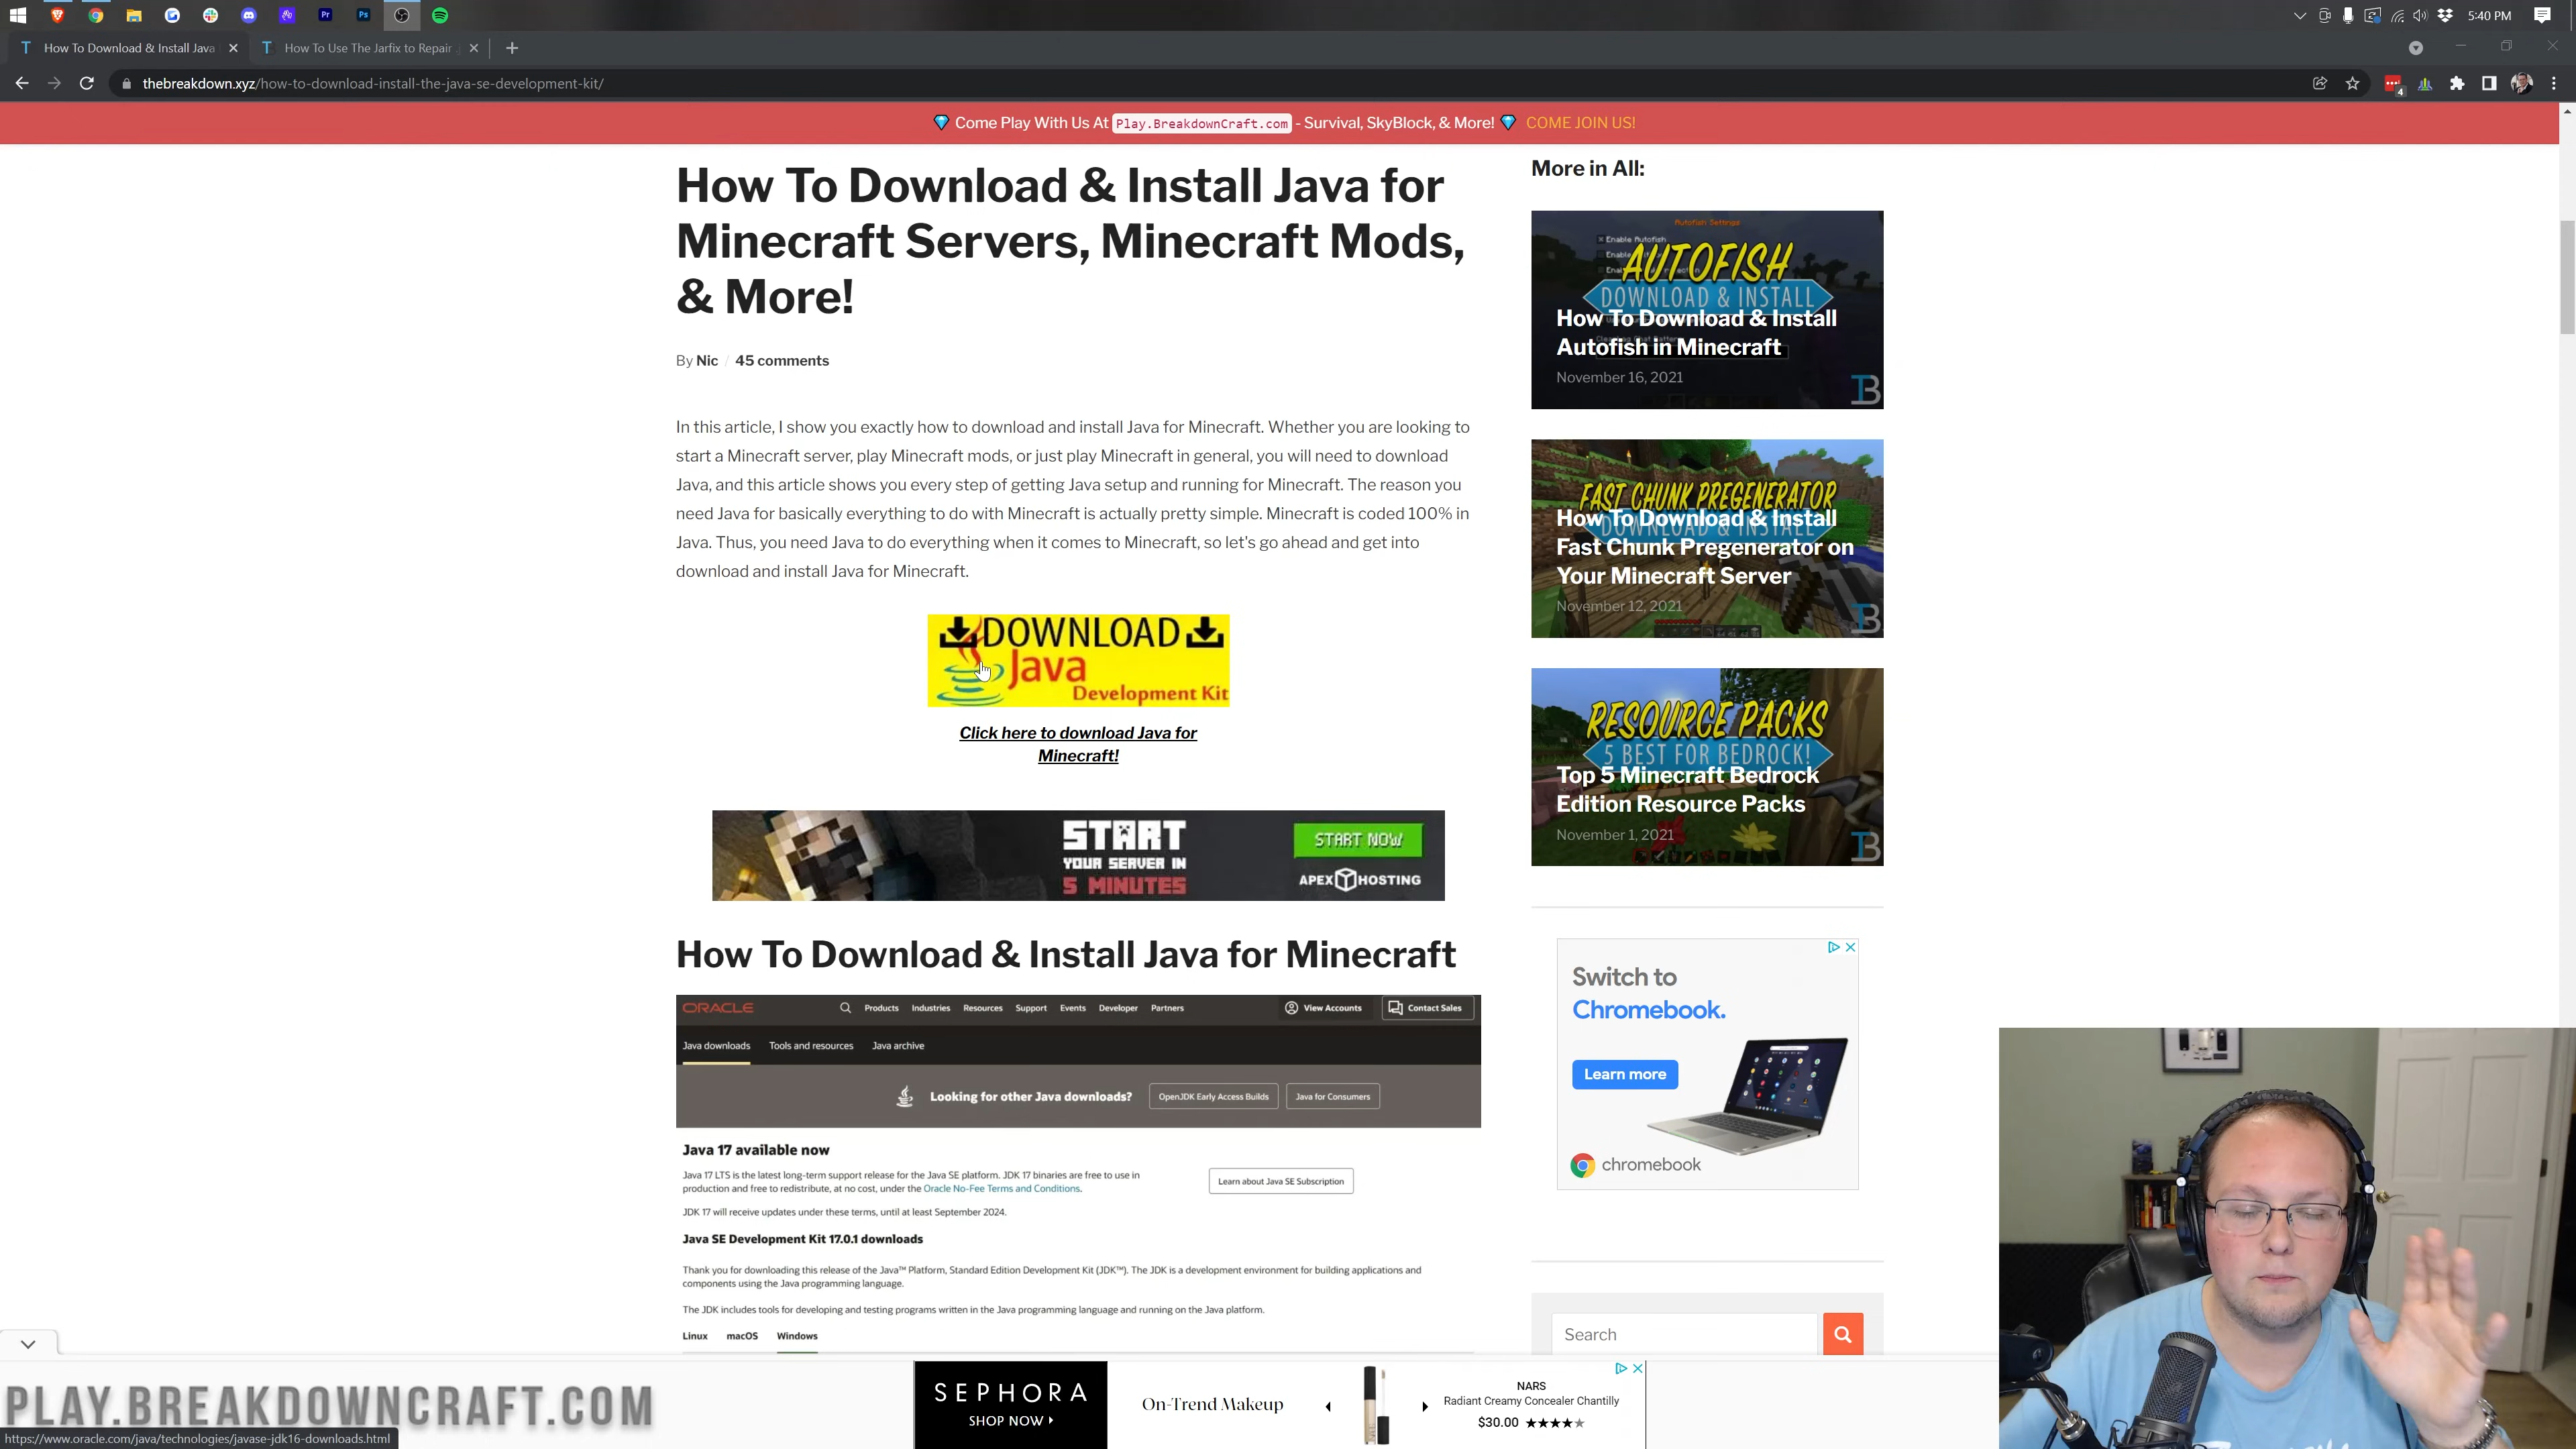 5:40 PM
How To Download & Install Java
How To Use The Jarfix to Repair
thebreakdown.xyz/how-to-download-install-the-java-se-development-kit/
4
Come Play With Us At Play.BreakdownCraft.com - Survival, SkyBlock, & More! COME JOIN US!
How To Download & Install Java for
Minecraft Servers, Minecraft Mods,
& More!
By Nic / 45 comments
In this article, I show you exactly how to download and install Java for Minecraft. Whether you are looking to
start a Minecraft server, play Minecraft mods, or just play Minecraft in general, you will need to download
Java, and this article shows you every step of getting Java setup and running for Minecraft. The reason you
need Java for basically everything to do with Minecraft is actually pretty simple. Minecraft is coded 100% in
Java. Thus, you need Java to do everything when it comes to Minecraft, so let's go ahead and get into
download and install Java for Minecraft.
DOWNLOAD
Java
Development Kit
Click here to download Java for
Minecraft!
START
YOUR SERVER IN
5 MINUTES
START NOW
APEX HOSTING
How To Download & Install Java for Minecraft
ORACLE
Products Industries Resources Support Events Developer Partners
View Accounts
Contact Sales
Java downloads Tools and resources Java archive
Looking for other Java downloads?
OpenJDK Early Access Builds
Java for Consumers
Java 17 available now
Java 17 LTS is the latest long-term support release for the Java SE platform. JDK 17 binaries are free to use in
production and free to redistribute, at no cost, under the Oracle No-Fee Terms and Conditions.
Learn about Java SE Subscription
JDK 17 will receive updates under these terms, until at least September 2024.
Java SE Development Kit 17.0.1 downloads
Thank you for downloading this release of the Java™ Platform, Standard Edition Development Kit (JDK™). The JDK is a development environment for building applications and
components using the Java programming language.
The JDK includes tools for developing and testing programs written in the Java programming language and running on the Java platform.
Linux macOS Windows
More in All:
Autofish Settings
Enable Autofish
AUTOFISH
DOWNLOAD & INSTALL
How To Download & Install
Autofish in Minecraft
November 16, 2021
TB
FAST CHUNK PREGENERATOR
DOWNLOAD & INSTALL
How To Download & Install
Fast Chunk Pregenerator on
Your Minecraft Server
November 12, 2021
TB
RESOURCE PACKS
5 BEST FOR BEDROCK!
Top 5 Minecraft Bedrock
Edition Resource Packs
November 1, 2021
TB
Switch to
Chromebook.
Learn more
chromebook
Search
PLAY.BREAKDOWNCRAFT.COM
https://www.oracle.com/java/technologies/javase-jdk16-downloads.html
SEPHORA
SHOP NOW
On-Trend Makeup
NARS
Radiant Creamy Concealer Chantilly
$30.00